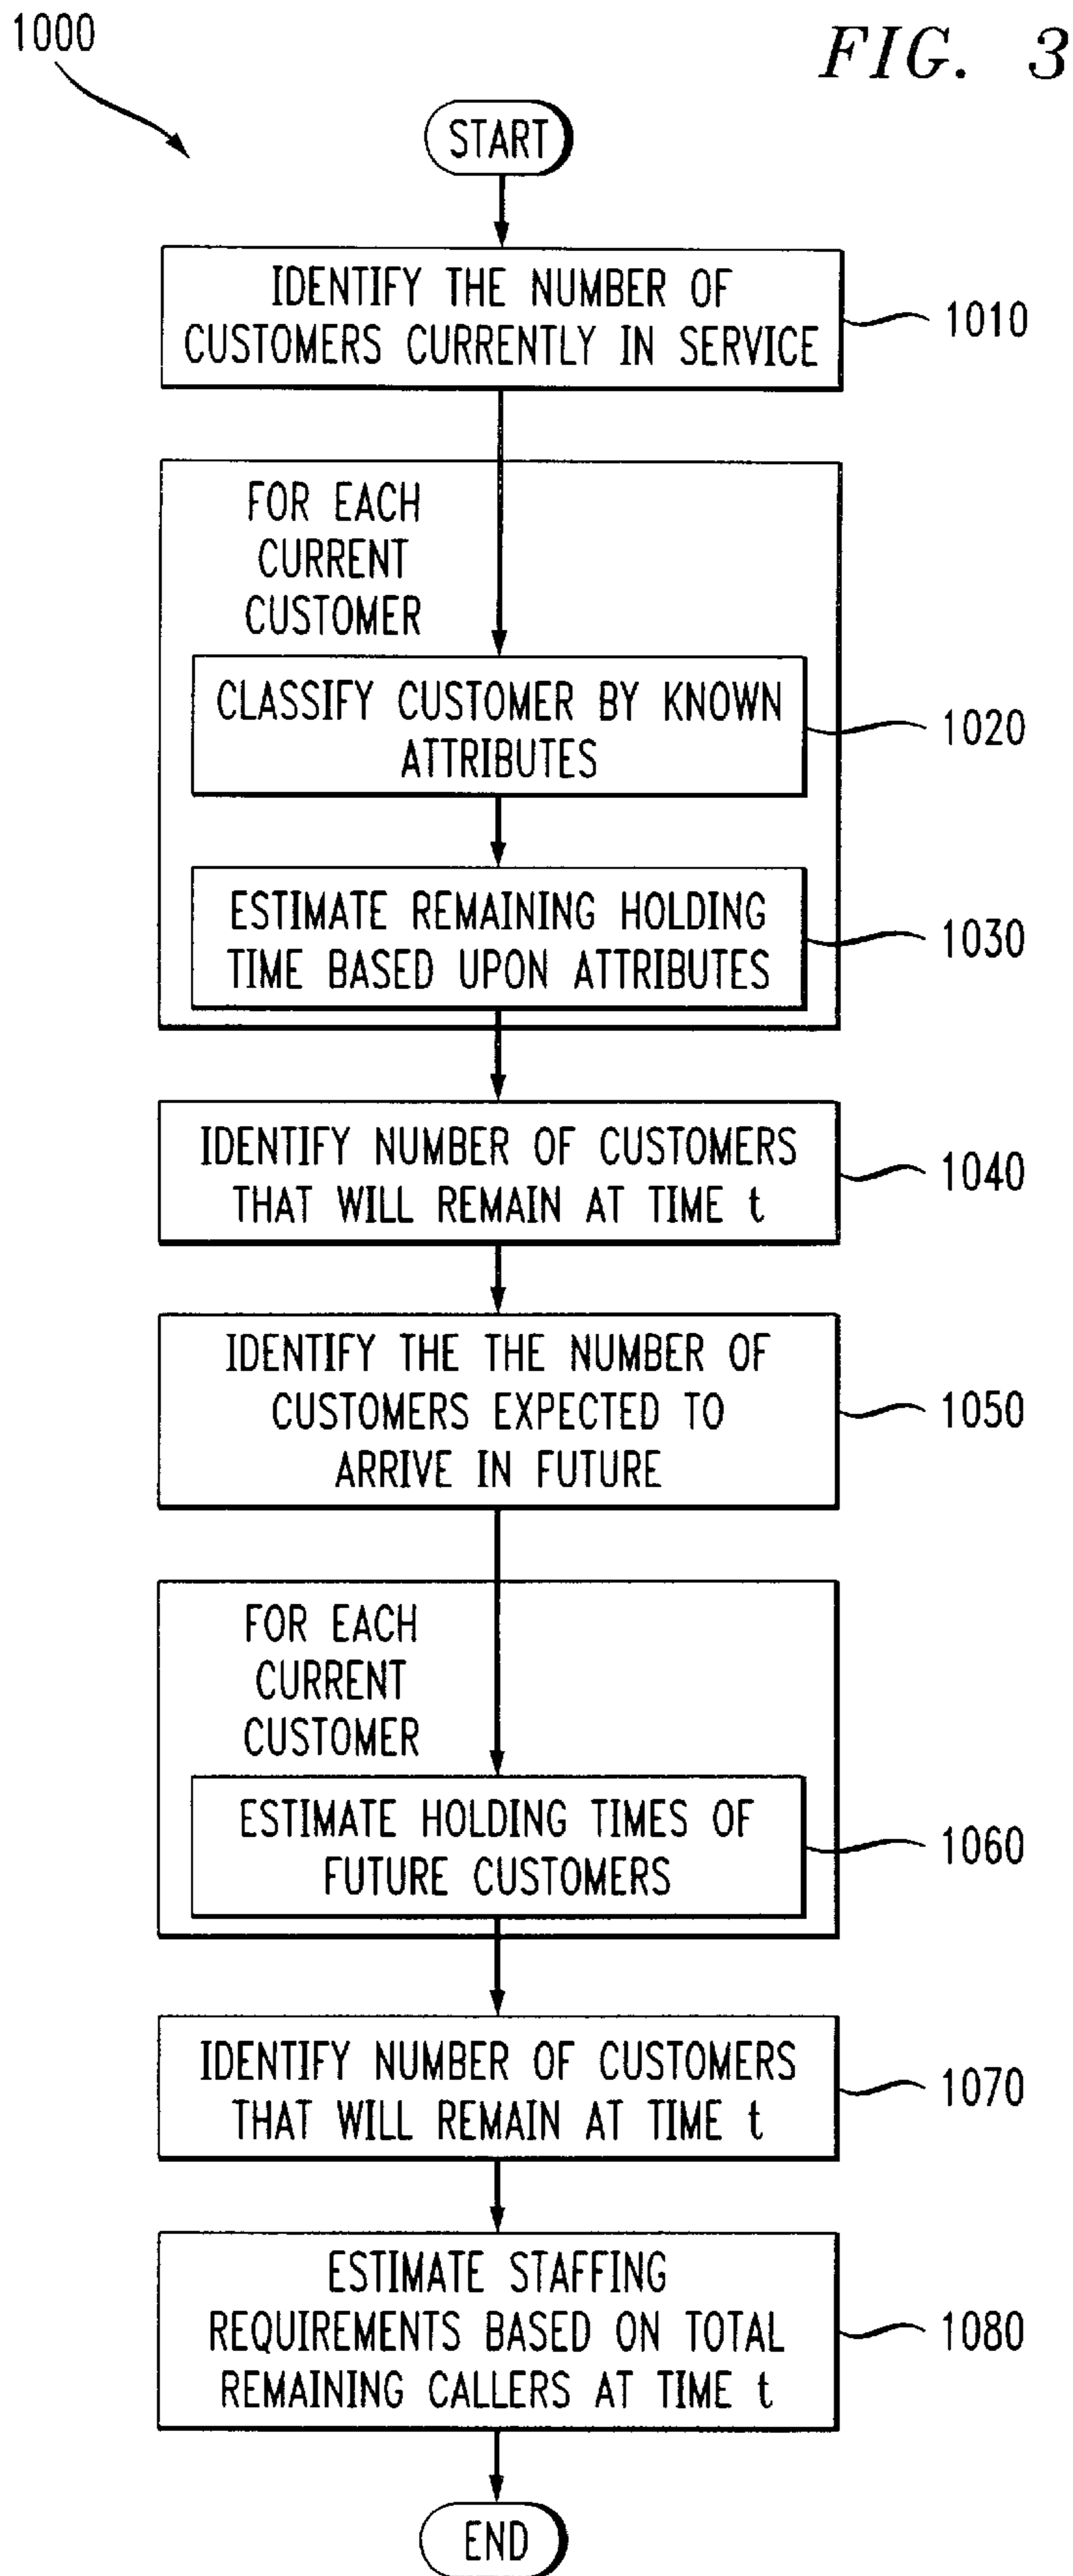 1000
FIG. 3
START
IDENTIFY THE NUMBER OF
CUSTOMERS CURRENTLY IN SERVICE
1010
FOR EACH
CURRENT
CUSTOMER
CLASSIFY CUSTOMER BY KNOWN
ATTRIBUTES
1020
ESTIMATE REMAINING HOLDING
TIME BASED UPON ATTRIBUTES
1030
IDENTIFY NUMBER OF CUSTOMERS
THAT WILL REMAIN AT TIME t
1040
IDENTIFY THE THE NUMBER OF
CUSTOMERS EXPECTED TO
ARRIVE IN FUTURE
1050
FOR EACH
CURRENT
CUSTOMER
ESTIMATE HOLDING TIMES OF
FUTURE CUSTOMERS
1060
IDENTIFY NUMBER OF CUSTOMERS
THAT WILL REMAIN AT TIME t
1070
ESTIMATE STAFFING
REQUIREMENTS BASED ON TOTAL
REMAINING CALLERS AT TIME t
1080
END